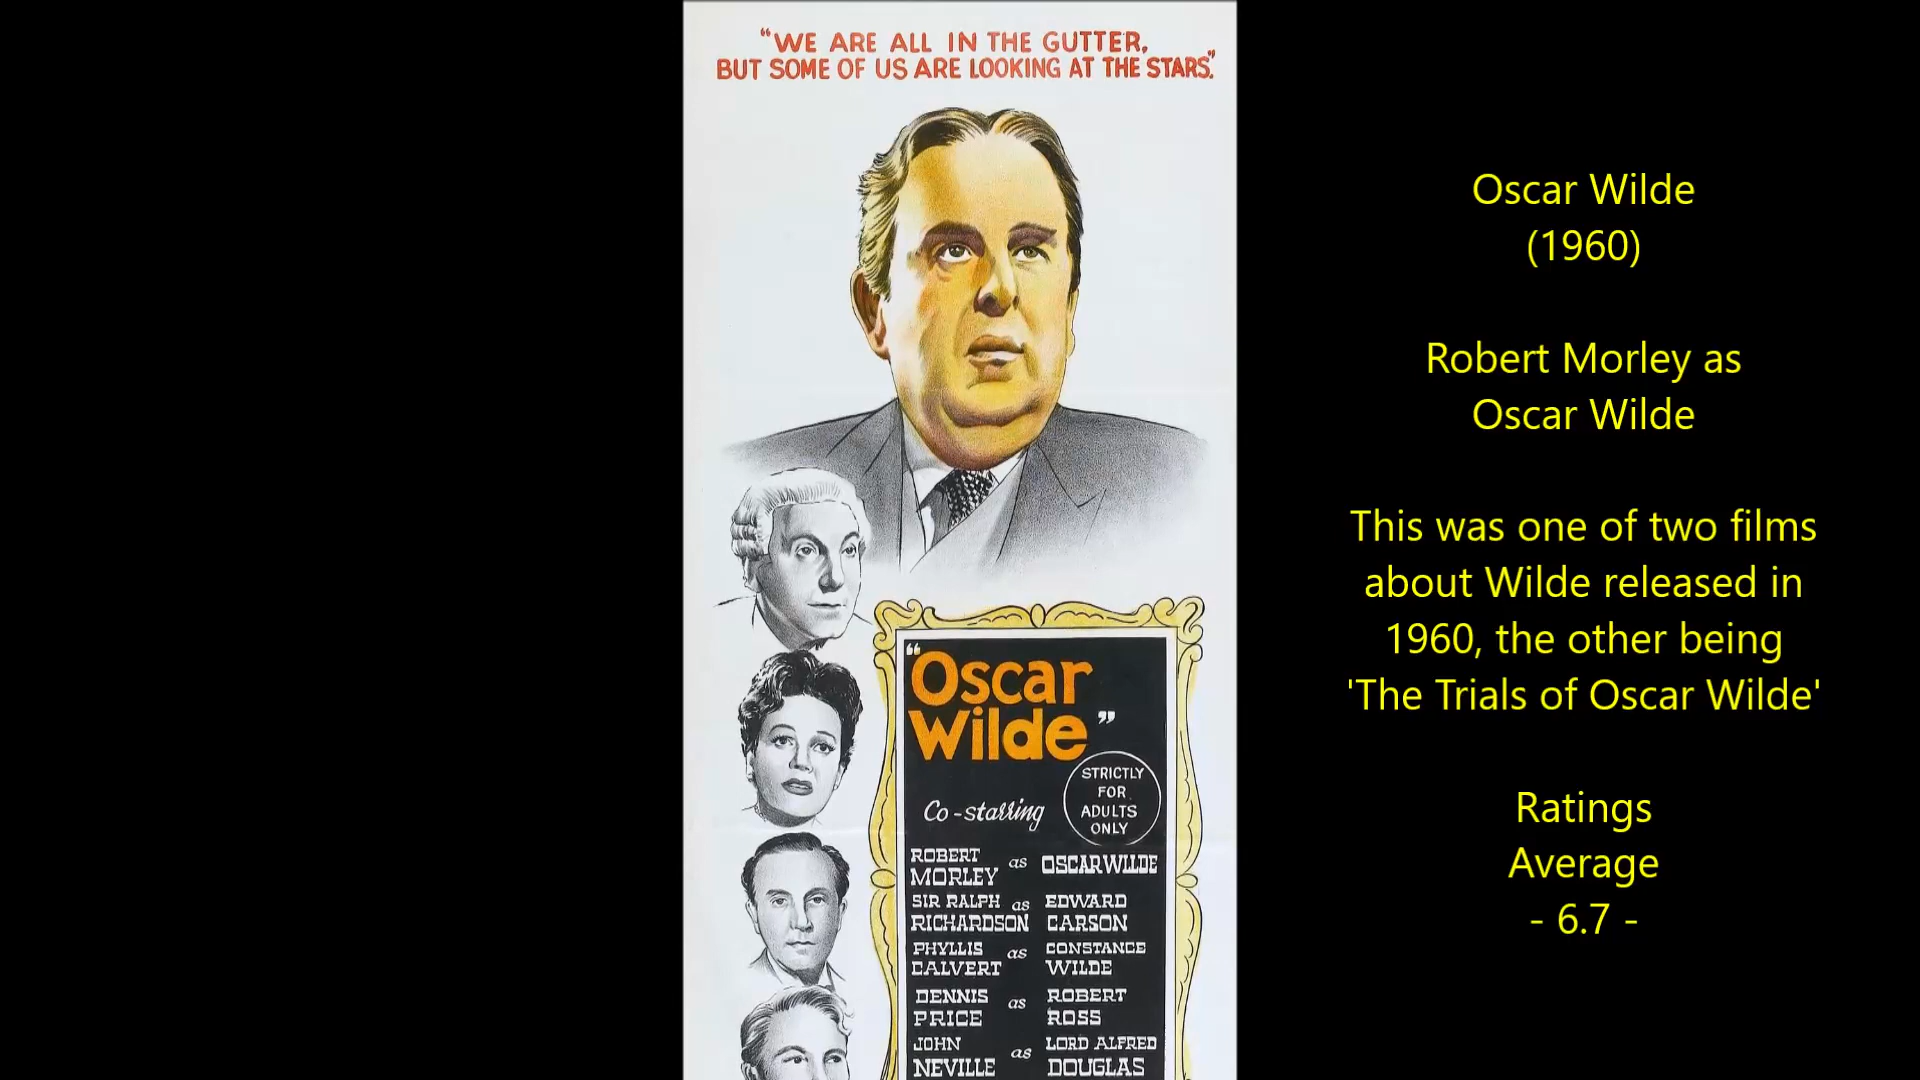 “WE ARE ALL IN THE GUTTER,
BUT SOME OF US ARE LOOKING AT THE STARS.”
“Oscar
Wilde”
STRICTLY
FOR
ADULTS
ONLY
Co-starring
ROBERT MORLEY as OSCAR WILDE
SIR RALPH RICHARDSON as EDWARD CARSON
PHYLLIS CALVERT as CONSTANCE WILDE
DENNIS PRICE as ROBERT ROSS
JOHN NEVILLE as LORD ALFRED DOUGLAS
Oscar Wilde
(1960)
Robert Morley as
Oscar Wilde
This was one of two films
about Wilde released in
1960, the other being
'The Trials of Oscar Wilde'
Ratings
Average
- 6.7 -